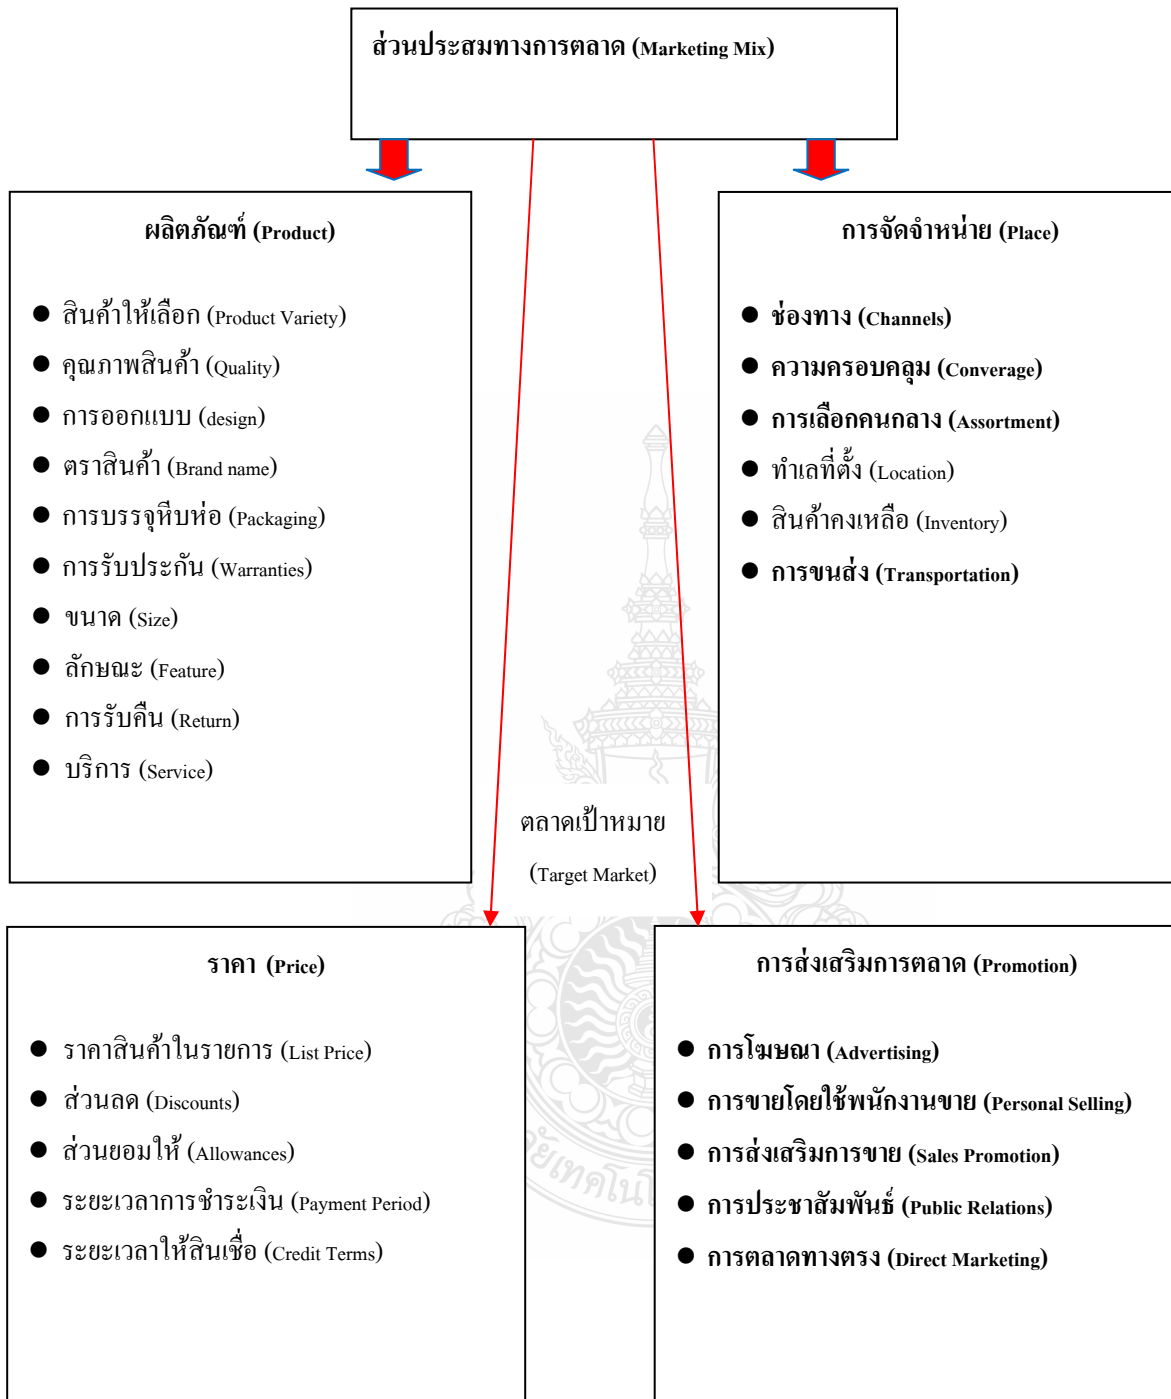 ส่วนประสมทางการตลาด (Marketing Mix)
ผลิตภัณฑ์ (Product)
● สินค้าให้เลือก (Product Variety)
● คุณภาพสินค้า (Quality)
● การออกแบบ (design)
● ตราสินค้า (Brand name)
● การบรรจุหีบห่อ (Packaging)
● การรับประกัน (Warranties)
● ขนาด (Size)
● ลักษณะ (Feature)
● การรับคืน (Return)
● บริการ (Service)
การจัดจำหน่าย (Place)
● ช่องทาง (Channels)
● ความครอบคลุม (Converage)
● การเลือกคนกลาง (Assortment)
● ทำเลที่ตั้ง (Location)
● สินค้าคงเหลือ (Inventory)
● การขนส่ง (Transportation)
ตลาดเป้าหมาย
(Target Market)
ราคา (Price)
● ราคาสินค้าในรายการ (List Price)
● ส่วนลด (Discounts)
● ส่วนยอมให้ (Allowances)
● ระยะเวลาการชำระเงิน (Payment Period)
● ระยะเวลาให้สินเชื่อ (Credit Terms)
การส่งเสริมการตลาด (Promotion)
● การโฆษณา (Advertising)
● การขายโดยใช้พนักงานขาย (Personal Selling)
● การส่งเสริมการขาย (Sales Promotion)
● การประชาสัมพันธ์ (Public Relations)
● การตลาดทางตรง (Direct Marketing)